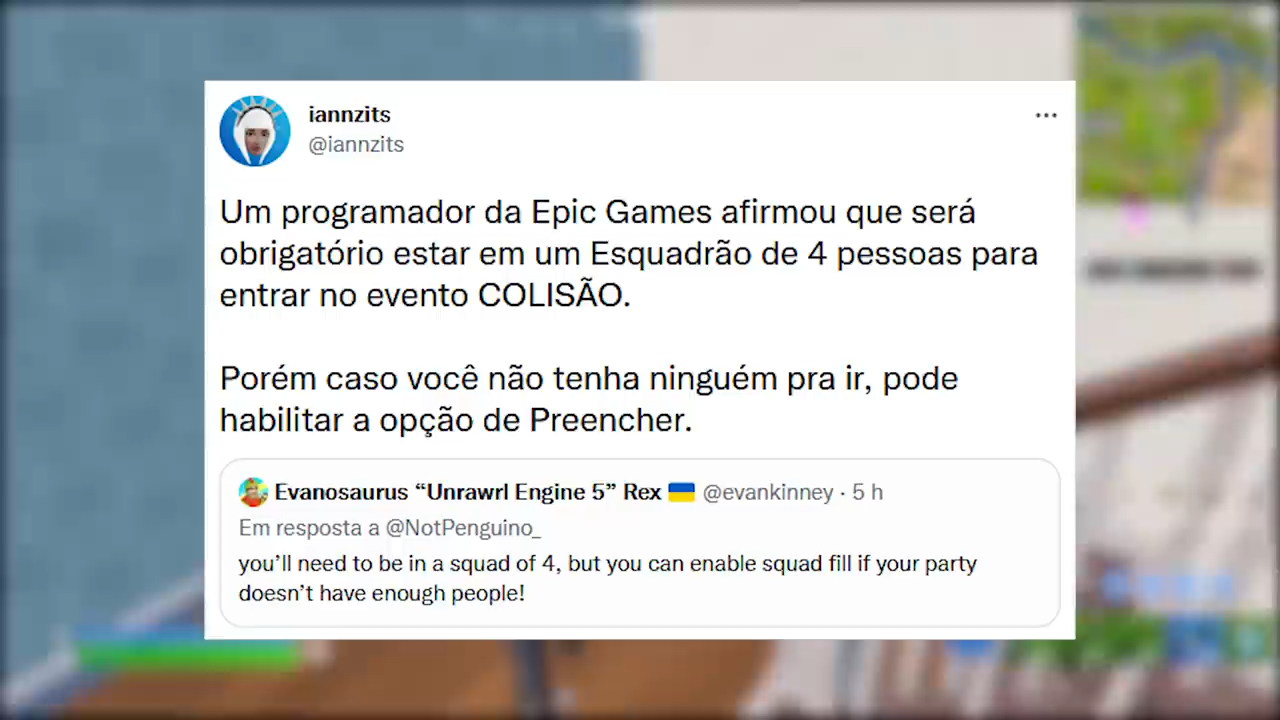 iannzits
@iannzits
Um programador da Epic Games afirmou que será
obrigatório estar em um Esquadrão de 4 pessoas para
entrar no evento COLISÃO.
Porém caso você não tenha ninguém pra ir, pode
habilitar a opção de Preencher.
Evanosaurus “Unrawrl Engine 5” Rex 🇺🇦 @evankinney · 5 h
Em resposta a @NotPenguino_
you’ll need to be in a squad of 4, but you can enable squad fill if your party
doesn’t have enough people!